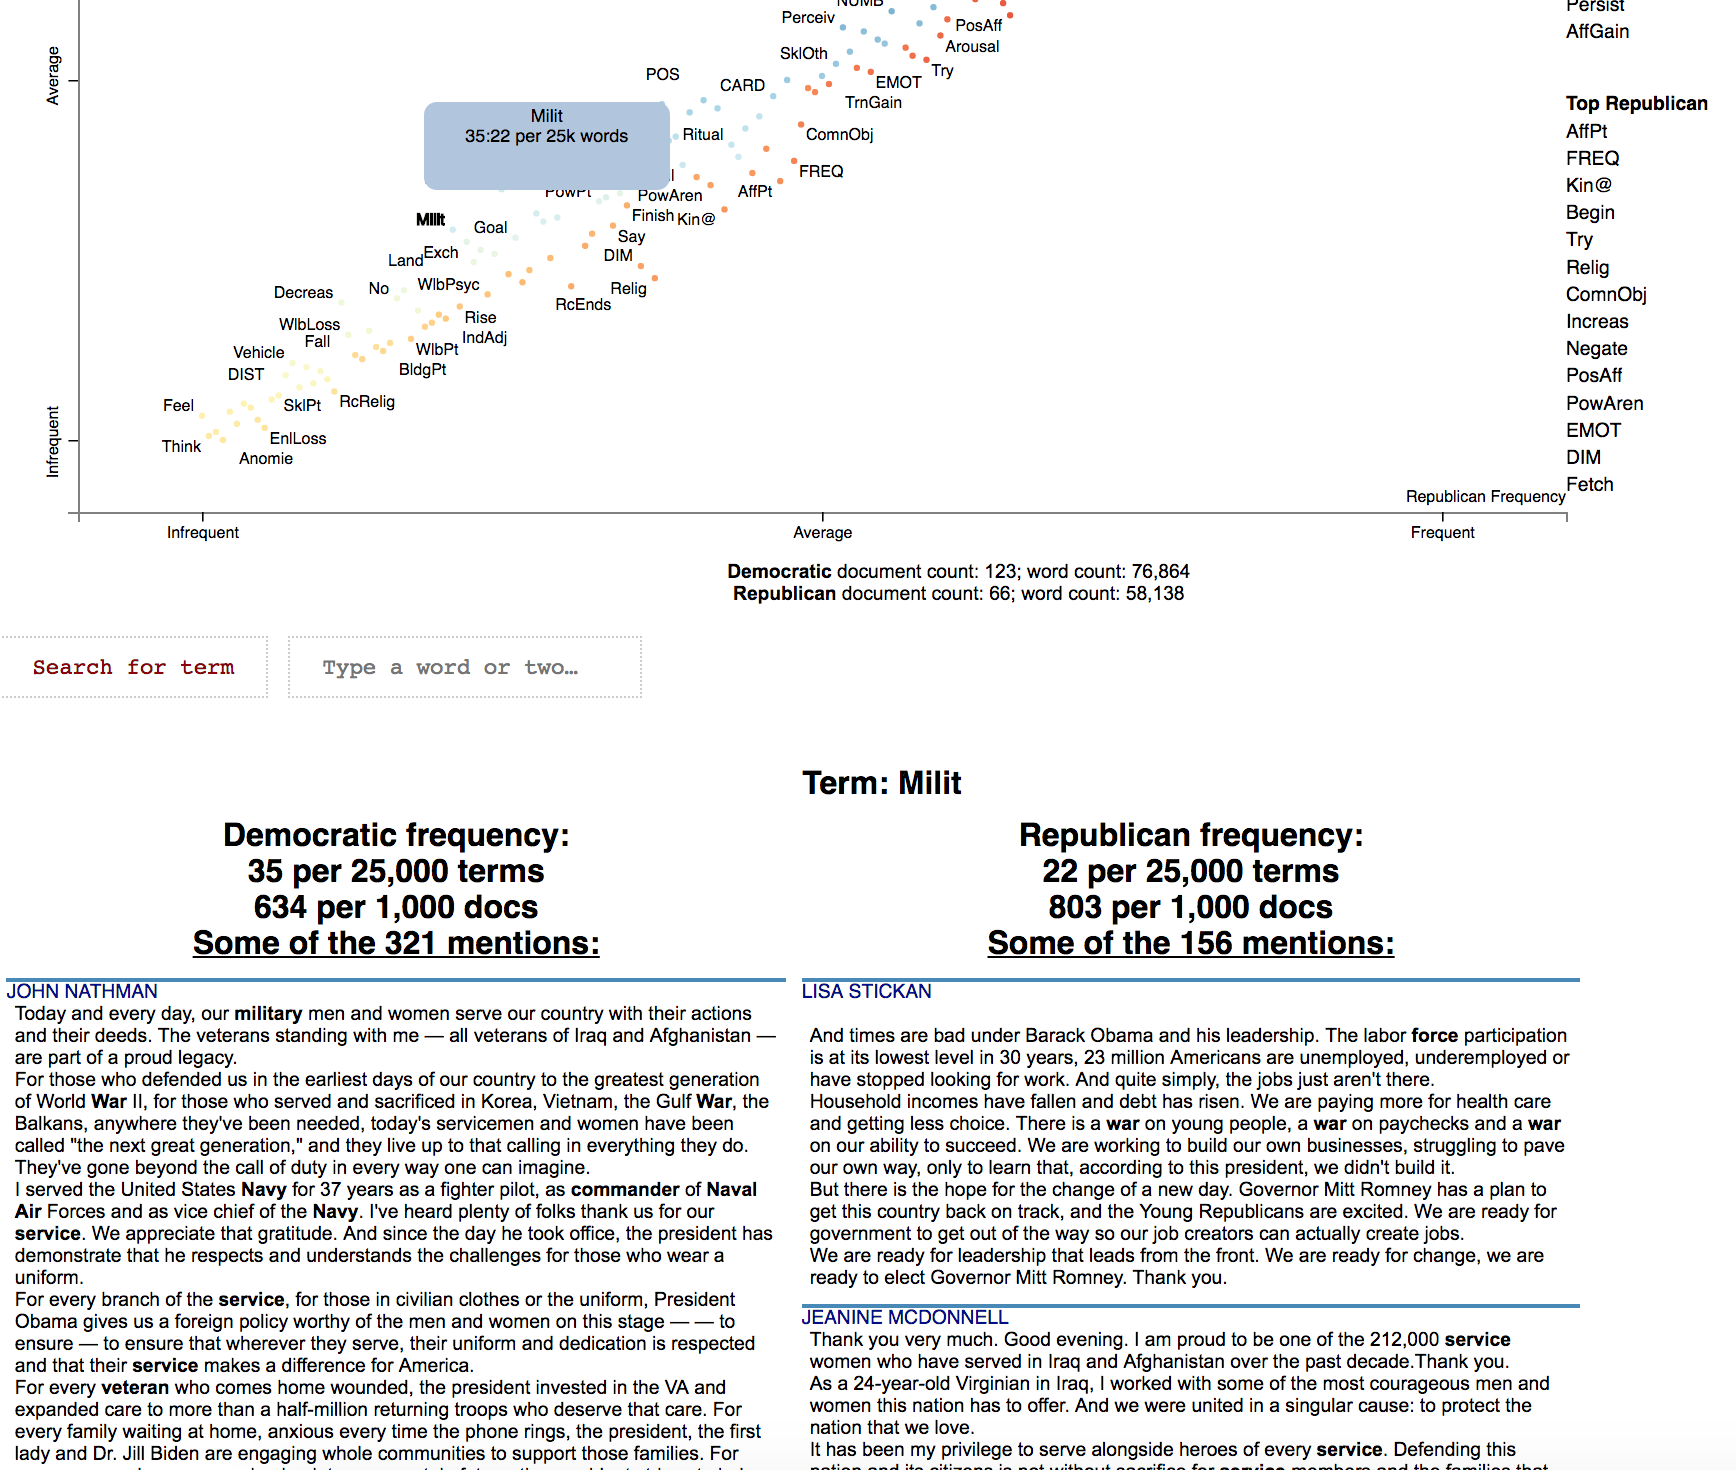 NUMB
Persist
Perceiv
PosAff
AffGain
Arousal
SklOth
Average
Try
POS
CARD
EMOT
TrnGain
Top Republican
Milit
35:22 per 25k words
AffPt
Ritual
ComnObj
FREQ
FREQ
Kin@
PowPt
PowAren
AffPt
Begin
Milit
Goal
Finish
Kin@
Say
Try
Land
Exch
DIM
Relig
Decreas
No
WlbPsyc
Relig
ComnObj
RcEnds
WlbLoss
Rise
Increas
Fall
IndAdj
Vehicle
WlbPt
Negate
DIST
BldgPt
PosAff
Feel
SklPt
RcRelig
PowAren
Infrequent
EMOT
Think
EnlLoss
Anomie
DIM
Republican Frequency
Fetch
Infrequent
Average
Frequent
Democratic document count: 123; word count: 76,864
Republican document count: 66; word count: 58,138
Search for term
Type a word or two…
Term: Milit
Democratic frequency:
35 per 25,000 terms
634 per 1,000 docs
Some of the 321 mentions:
JOHN NATHMAN
Today and every day, our military men and women serve our country with their actions
and their deeds. The veterans standing with me — all veterans of Iraq and Afghanistan —
are part of a proud legacy.
For those who defended us in the earliest days of our country to the greatest generation
of World War II, for those who served and sacrificed in Korea, Vietnam, the Gulf War, the
Balkans, anywhere they've been needed, today's servicemen and women have been
called "the next great generation," and they live up to that calling in everything they do.
They've gone beyond the call of duty in every way one can imagine.
I served the United States Navy for 37 years as a fighter pilot, as commander of Naval
Air Forces and as vice chief of the Navy. I've heard plenty of folks thank us for our
service. We appreciate that gratitude. And since the day he took office, the president has
demonstrate that he respects and understands the challenges for those who wear a
uniform.
For every branch of the service, for those in civilian clothes or the uniform, President
Obama gives us a foreign policy worthy of the men and women on this stage — — to
ensure — to ensure that wherever they serve, their uniform and dedication is respected
and that their service makes a difference for America.
For every veteran who comes home wounded, the president invested in the VA and
expanded care to more than a half-million returning troops who deserve that care. For
every family waiting at home, anxious every time the phone rings, the president, the first
lady and Dr. Jill Biden are engaging whole communities to support those families. For
Republican frequency:
22 per 25,000 terms
803 per 1,000 docs
Some of the 156 mentions:
LISA STICKAN
And times are bad under Barack Obama and his leadership. The labor force participation
is at its lowest level in 30 years, 23 million Americans are unemployed, underemployed or
have stopped looking for work. And quite simply, the jobs just aren't there.
Household incomes have fallen and debt has risen. We are paying more for health care
and getting less choice. There is a war on young people, a war on paychecks and a war
on our ability to succeed. We are working to build our own businesses, struggling to pave
our own way, only to learn that, according to this president, we didn't build it.
But there is the hope for the change of a new day. Governor Mitt Romney has a plan to
get this country back on track, and the Young Republicans are excited. We are ready for
government to get out of the way so our job creators can actually create jobs.
We are ready for leadership that leads from the front. We are ready for change, we are
ready to elect Governor Mitt Romney. Thank you.
JEANINE MCDONNELL
Thank you very much. Good evening. I am proud to be one of the 212,000 service
women who have served in Iraq and Afghanistan over the past decade.Thank you.
As a 24-year-old Virginian in Iraq, I worked with some of the most courageous men and
women this nation has to offer. And we were united in a singular cause: to protect the
nation that we love.
It has been my privilege to serve alongside heroes of every service. Defending this
nation and its citizens is not without sacrifice for service members and the families that